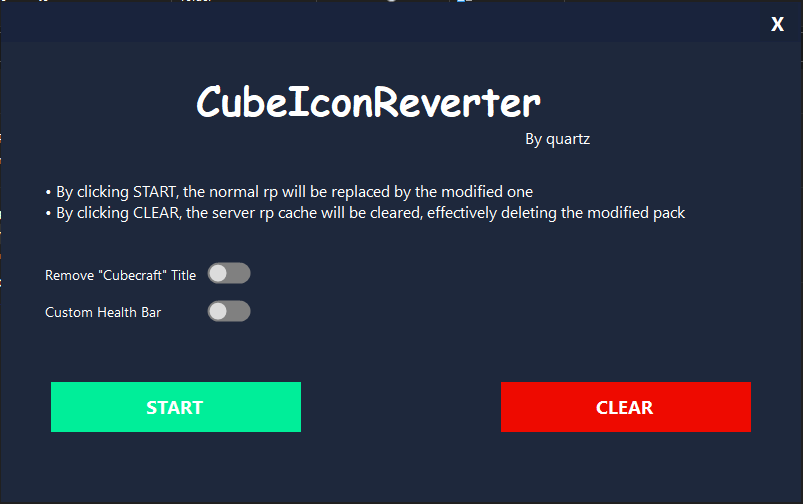 X
CubeIconReverter
By quartz
• By clicking START, the normal rp will be replaced by the modified one
• By clicking CLEAR, the server rp cache will be cleared, effectively deleting the modified pack
Remove "Cubecraft" Title
Custom Health Bar
START CLEAR